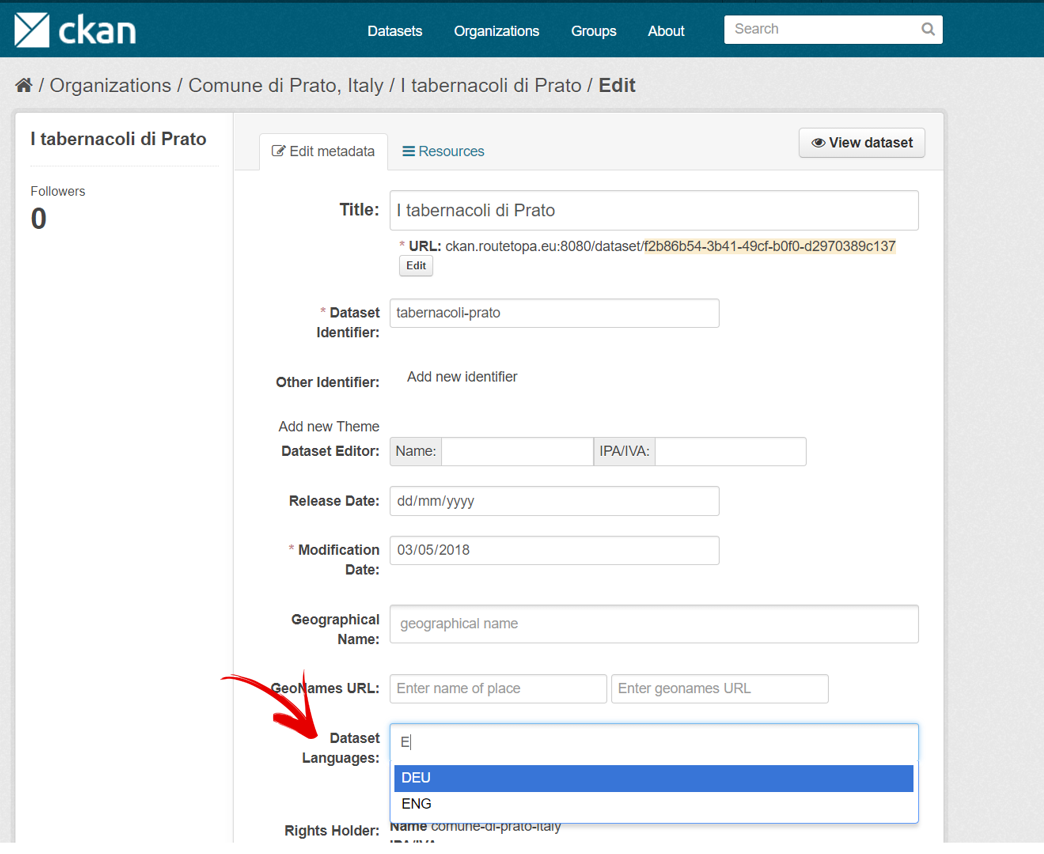 ckan
Datasets Organizations Groups About Search
/ Organizations / Comune di Prato, Italy / I tabernacoli di Prato / Edit
I tabernacoli di Prato
Followers
0
Edit metadata Resources View dataset
Title: I tabernacoli di Prato
* URL: ckan.routetopa.eu:8080/dataset/f2b86b54-3b41-49cf-b0f0-d2970389c137
Edit
* Dataset Identifier: tabernacoli-prato
Other Identifier: Add new identifier
Add new Theme
Dataset Editor: Name: IPA/IVA:
Release Date: dd/mm/yyyy
* Modification Date: 03/05/2018
Geographical Name: geographical name
GeoNames URL: Enter name of place Enter geonames URL
Dataset Languages: E
DEU
ENG
Rights Holder: Name comune-di-prato-italy
IPA/IVA